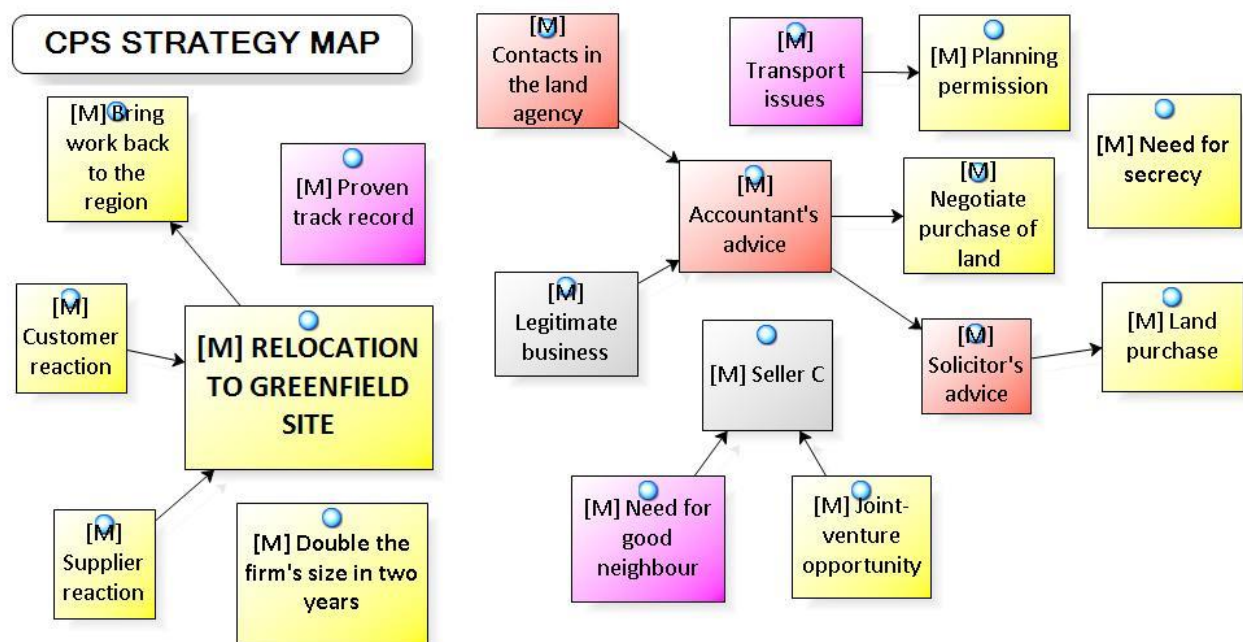 CPS STRATEGY MAP
[M] Bring
work back
to the
region
[M] Proven
track record
[M]
Customer
reaction
[M] RELOCATION
TO GREENFIELD
SITE
[M]
Supplier
reaction
[M] Double the
firm's size in two
years
[M]
Contacts in
the land
agency
[M]
Transport
issues
[M] Planning
permission
[M] Need for
secrecy
[M]
Accountant's
advice
[M]
Negotiate
purchase of
land
[M]
Legitimate
business
[M] Seller C
[M]
Solicitor's
advice
[M] Land
purchase
[M] Need for
good
neighbour
[M] Joint-
venture
opportunity